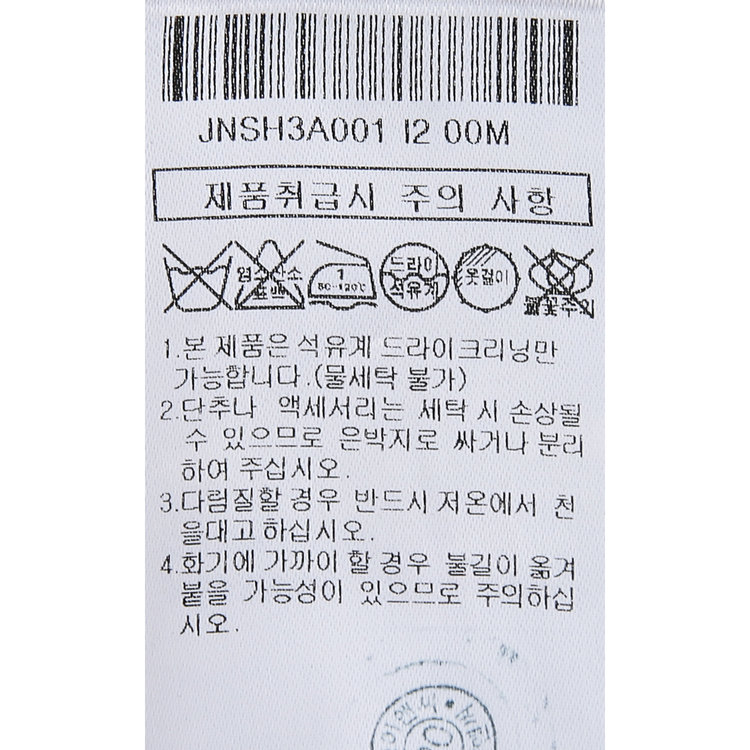 JNSH3A001 I2 00M
제품취급시 주의 사항
염소 산소 표백
1
80~120℃
드라이
석유계
옷걸이
불꽃주의
1.본 제품은 석유계 드라이크리닝만
가능합니다.(물세탁 불가)
2.단추나 액세서리는 세탁 시 손상될
수 있으므로 은박지로 싸거나 분리
하여 주십시오.
3.다림질할 경우 반드시 저온에서 천
을대고 하십시오.
4.화기에 가까이 할 경우 불길이 옮겨
붙을 가능성이 있으므로 주의하십
시오.